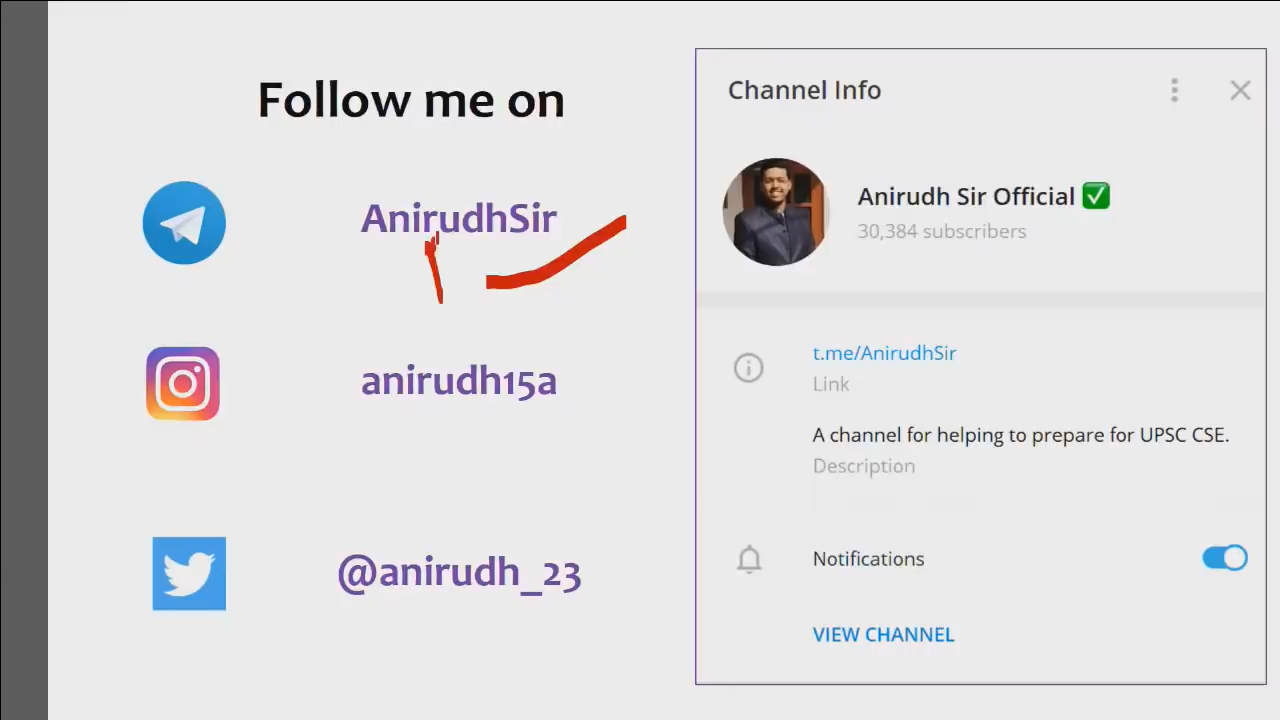 Follow me on
AnirudhSir
anirudh15a
@anirudh_23
Channel Info
Anirudh Sir Official ✅
30,384 subscribers
t.me/AnirudhSir
Link
A channel for helping to prepare for UPSC CSE.
Description
Notifications
VIEW CHANNEL